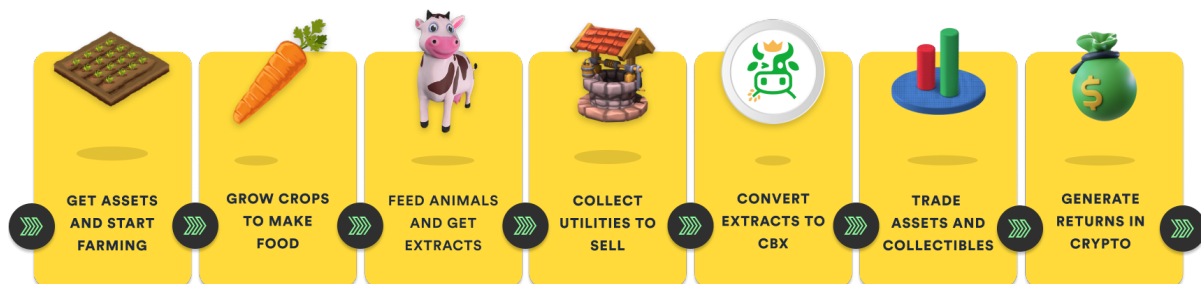 GET ASSETS
AND START
FARMING
GROW CROPS
TO MAKE
FOOD
FEED ANIMALS
AND GET
EXTRACTS
COLLECT
UTILITIES TO
SELL
CONVERT
EXTRACTS TO
CBX
TRADE
ASSETS AND
COLLECTIBLES
$
GENERATE
RETURNS IN
CRYPTO